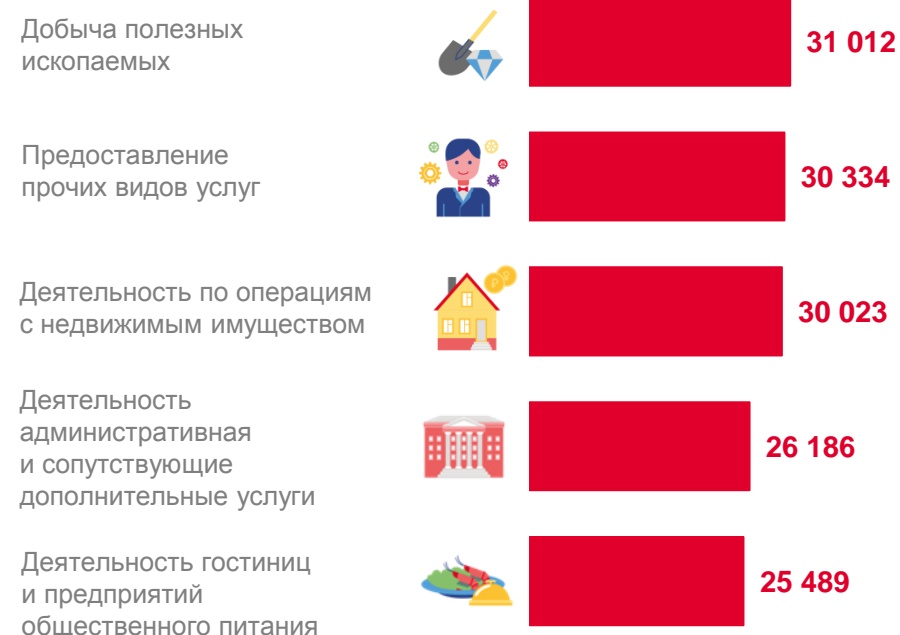 Добыча полезных
ископаемых
31 012
Предоставление
прочих видов услуг
30 334
Деятельность по операциям
с недвижимым имуществом
30 023
Деятельность
административная
и сопутствующие
дополнительные услуги
26 186
Деятельность гостиниц
и предприятий
общественного питания
25 489